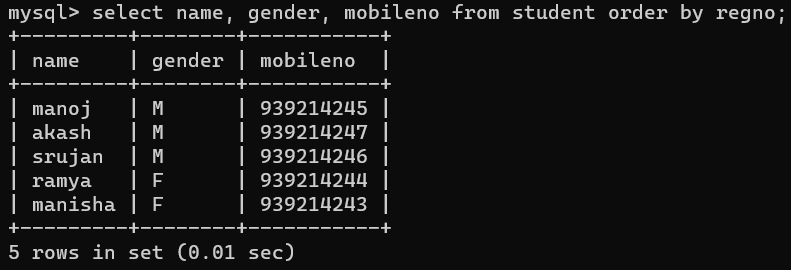 mysql> select name, gender, mobileno from student order by regno;
+---------+--------+-----------+
| name    | gender | mobileno  |
+---------+--------+-----------+
| manoj   | M      | 939214245 |
| akash   | M      | 939214247 |
| srujan  | M      | 939214246 |
| ramya   | F      | 939214244 |
| manisha | F      | 939214243 |
+---------+--------+-----------+
5 rows in set (0.01 sec)